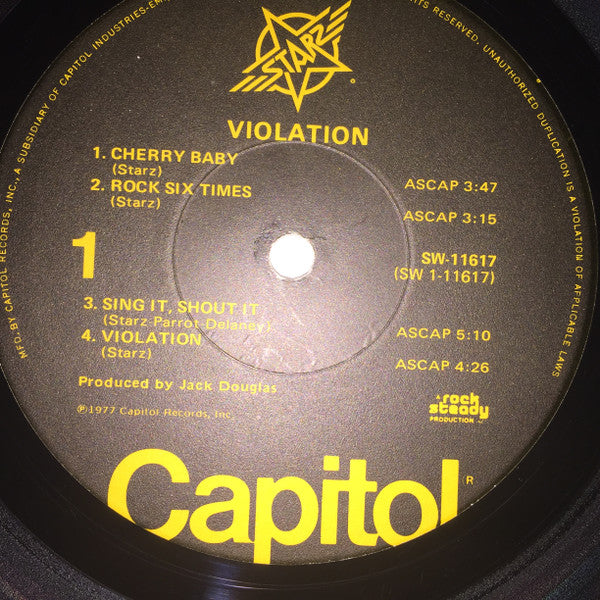 MFD. BY CAPITOL RECORDS, INC., A SUBSIDIARY OF CAPITOL INDUSTRIES-EM
RIGHTS RESERVED. UNAUTHORIZED DUPLICATION IS A VIOLATION OF APPLICABLE LAWS
STARZ
VIOLATION
1. CHERRY BABY
(Starz) ASCAP 3:47
2. ROCK SIX TIMES
(Starz) ASCAP 3:15
1
SW-11617
(SW 1-11617)
3. SING IT, SHOUT IT
(Starz-Parrot-Delaney) ASCAP 5:10
4. VIOLATION
(Starz) ASCAP 4:26
Produced by Jack Douglas
℗1977 Capitol Records, Inc.
a rock
steady
PRODUCTION
Capitol ®